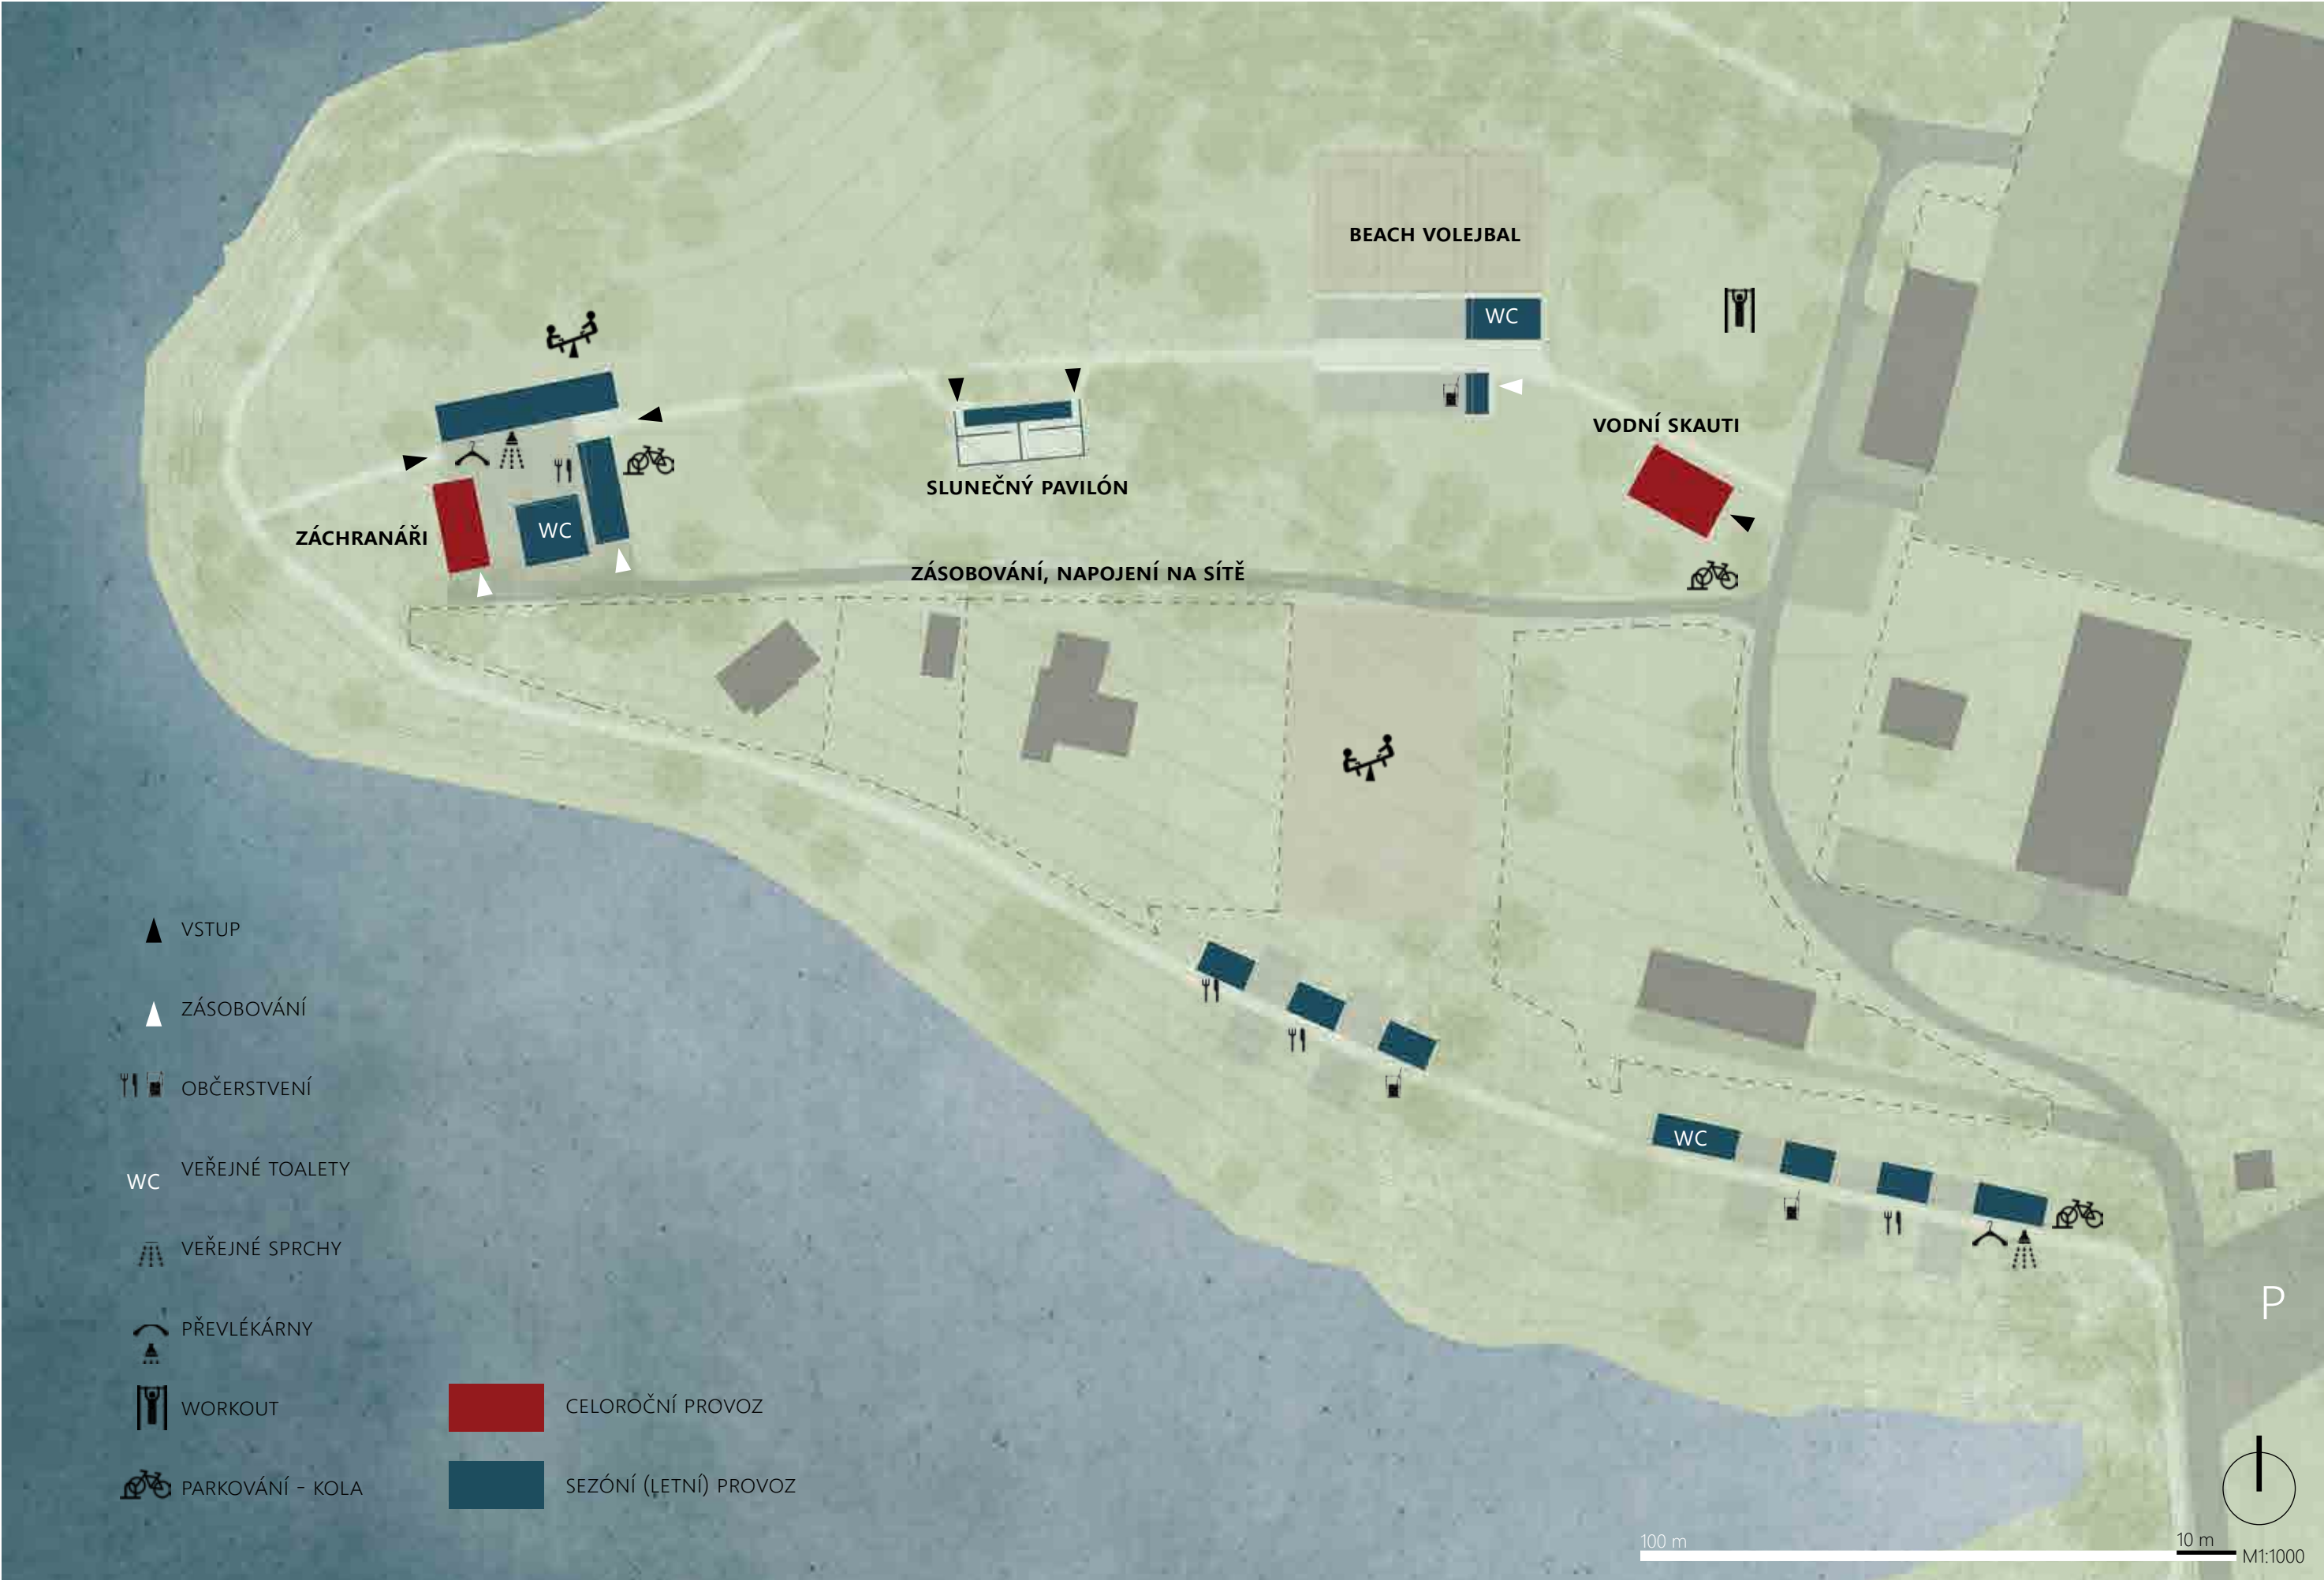 BEACH VOLEJBAL
WC
VODNÍ SKAUTI
SLUNEČNÝ PAVILÓN
ZÁCHRANÁŘI
WC
ZÁSOBOVÁNÍ, NAPOJENÍ NA SÍTĚ
VSTUP
ZÁSOBOVÁNÍ
OBČERSTVENÍ
WC
WC VEŘEJNÉ TOALETY
VEŘEJNÉ SPRCHY
P
PŘEVLÉKÁRNY
WORKOUT
CELOROČNÍ PROVOZ
PARKOVÁNÍ - KOLA
SEZÓNÍ (LETNÍ) PROVOZ
100 m
10 m
M1:1000